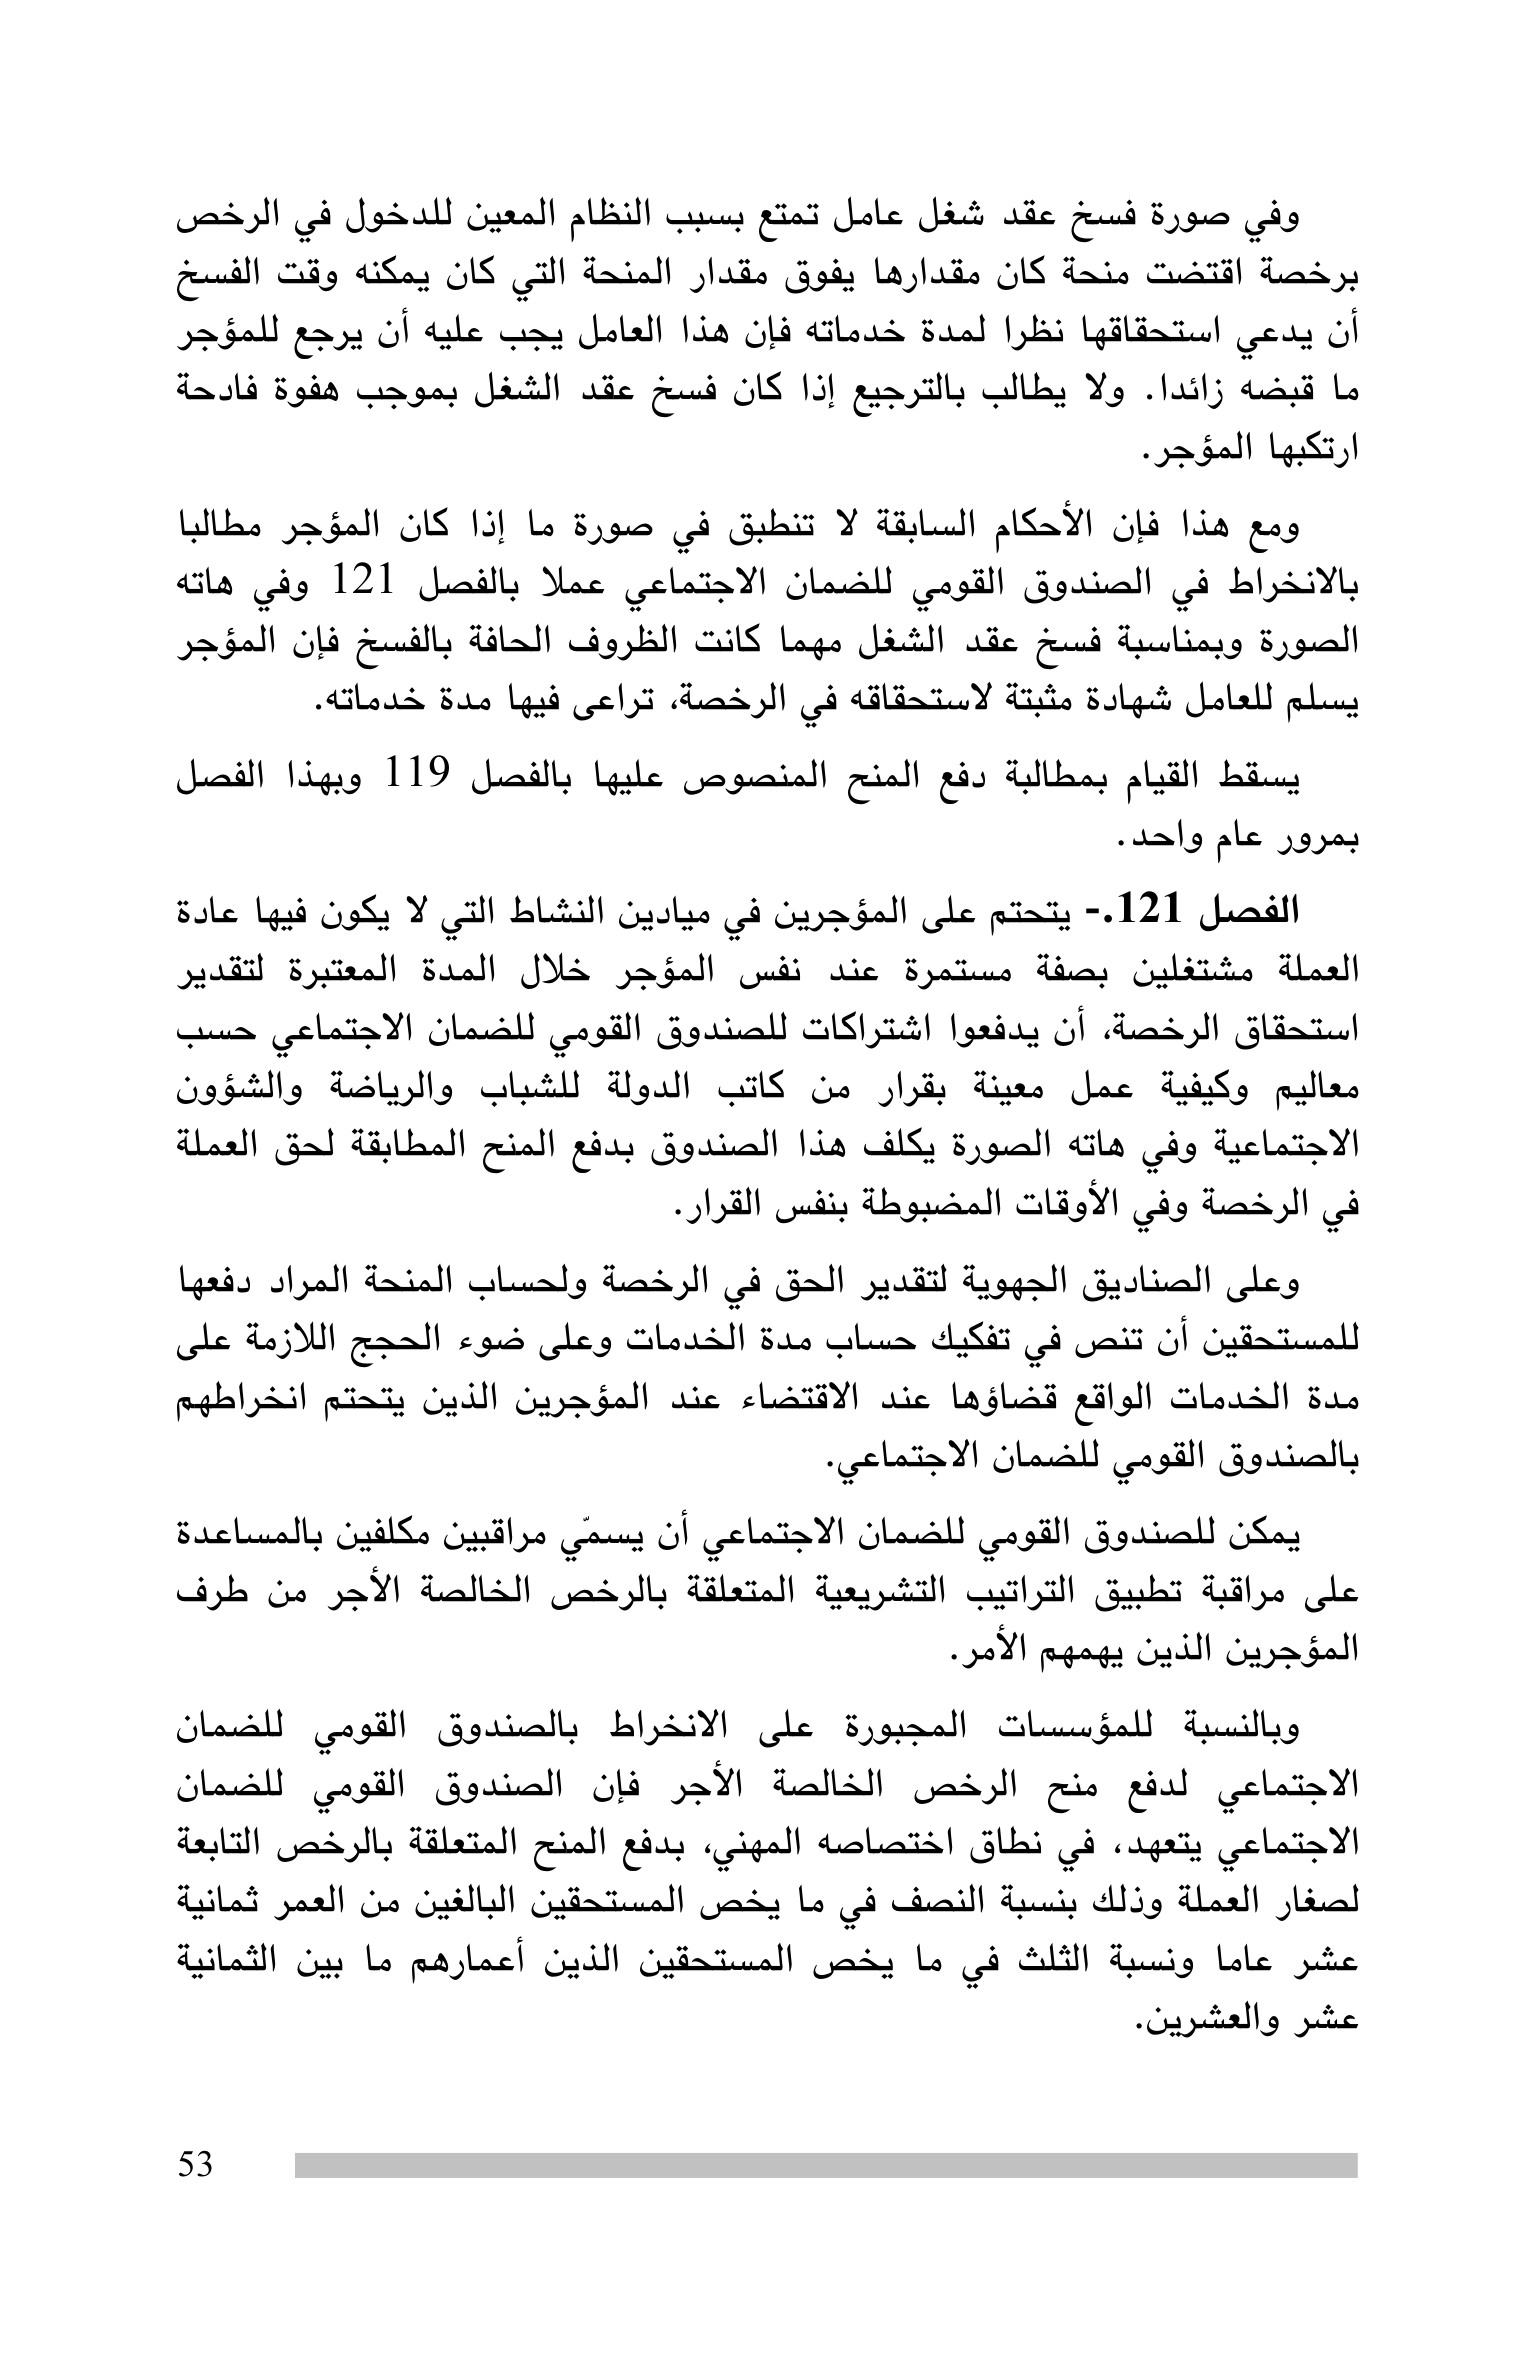 وفي صورة فسخ عقد شغل عامل تمتع بسبب النظام المعين للدخول في الرخص
برخصة اقتضت منحة كان مقدارها يفوق مقدار المنحة التي كان يمكنه وقت الفسخ
أن يدعي استحقاقها نظرا لمدة خدماته فإن هذا العامل يجب عليه أن يرجع للمؤجر
ما قبضه زائدا. ولا يطالب بالترجيع إذا كان فسخ عقد الشغل بموجب هفوة فادحة
ارتكبها المؤجر.
ومع هذا فإن الأحكام السابقة لا تنطبق في صورة ما إذا كان المؤجر مطالبا
بالانخراط في الصندوق القومي للضمان الاجتماعي عملا بالفصل 121 وفي هاته
الصورة وبمناسبة فسخ عقد الشغل مهما كانت الظروف الحافة بالفسخ فإن المؤجر
يسلم للعامل شهادة مثبتة لاستحقاقه في الرخصة، تراعى فيها مدة خدماته.
يسقط القيام بمطالبة دفع المنح المنصوص عليها بالفصل 119 وبهذا الفصل
بمرور عام واحد.
الفصل 121.- يتحتم على المؤجرين في ميادين النشاط التي لا يكون فيها عادة
العملة مشتغلين بصفة مستمرة عند نفس المؤجر خلال المدة المعتبرة لتقدير
استحقاق الرخصة، أن يدفعوا اشتراكات للصندوق القومي للضمان الاجتماعي حسب
معاليم وكيفية عمل معينة بقرار من كاتب الدولة للشباب والرياضة والشؤون
الاجتماعية وفي هاته الصورة يكلف هذا الصندوق بدفع المنح المطابقة لحق العملة
في الرخصة وفي الأوقات المضبوطة بنفس القرار.
وعلى الصناديق الجهوية لتقدير الحق في الرخصة ولحساب المنحة المراد دفعها
للمستحقين أن تنص في تفكيك حساب مدة الخدمات وعلى ضوء الحجج اللازمة على
مدة الخدمات الواقع قضاؤها عند الاقتضاء عند المؤجرين الذين يتحتم انخراطهم
بالصندوق القومي للضمان الاجتماعي.
يمكن للصندوق القومي للضمان الاجتماعي أن يسمّي مراقبين مكلفين بالمساعدة
على مراقبة تطبيق التراتيب التشريعية المتعلقة بالرخص الخالصة الأجر من طرف
المؤجرين الذين يهمهم الأمر.
وبالنسبة للمؤسسات المجبورة على الانخراط بالصندوق القومي للضمان
الاجتماعي لدفع منح الرخص الخالصة الأجر فإن الصندوق القومي للضمان
الاجتماعي يتعهد، في نطاق اختصاصه المهني، بدفع المنح المتعلقة بالرخص التابعة
لصغار العملة وذلك بنسبة النصف في ما يخص المستحقين البالغين من العمر ثمانية
عشر عاما ونسبة الثلث في ما يخص المستحقين الذين أعمارهم ما بين الثمانية
عشر والعشرين.
53